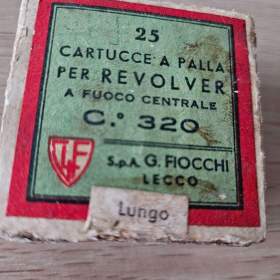 25
CARTUCCE A PALLA
PER REVOLVER
A FUOCO CENTRALE
C.° 320
S.p.A. G. FIOCCHI
LECCO
Lungo